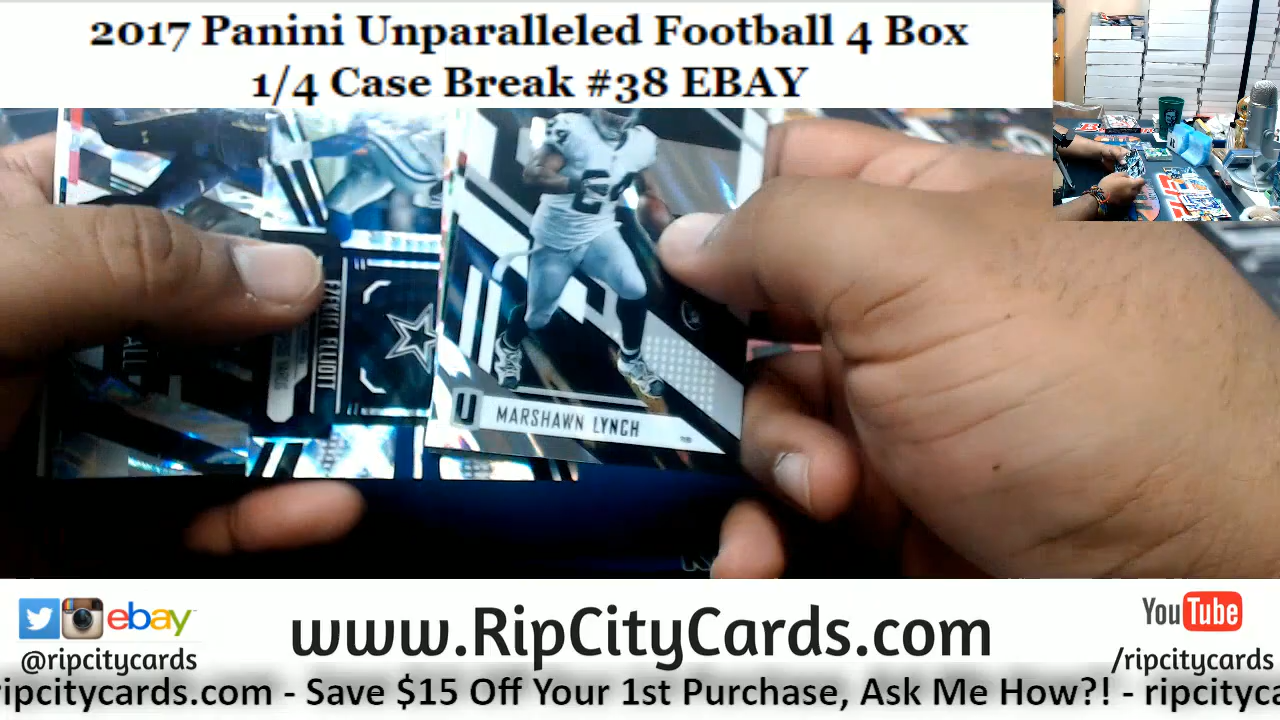 2017 Panini Unparalleled Football 4 Box
1/4 Case Break #38 EBAY
24
EZEKIEL ELLIOTT
U MARSHAWN LYNCH
ebay
@ripcitycards
www.RipCityCards.com
YouTube
/ripcitycards
ripcitycards.com - Save $15 Off Your 1st Purchase, Ask Me How?! - ripcityca